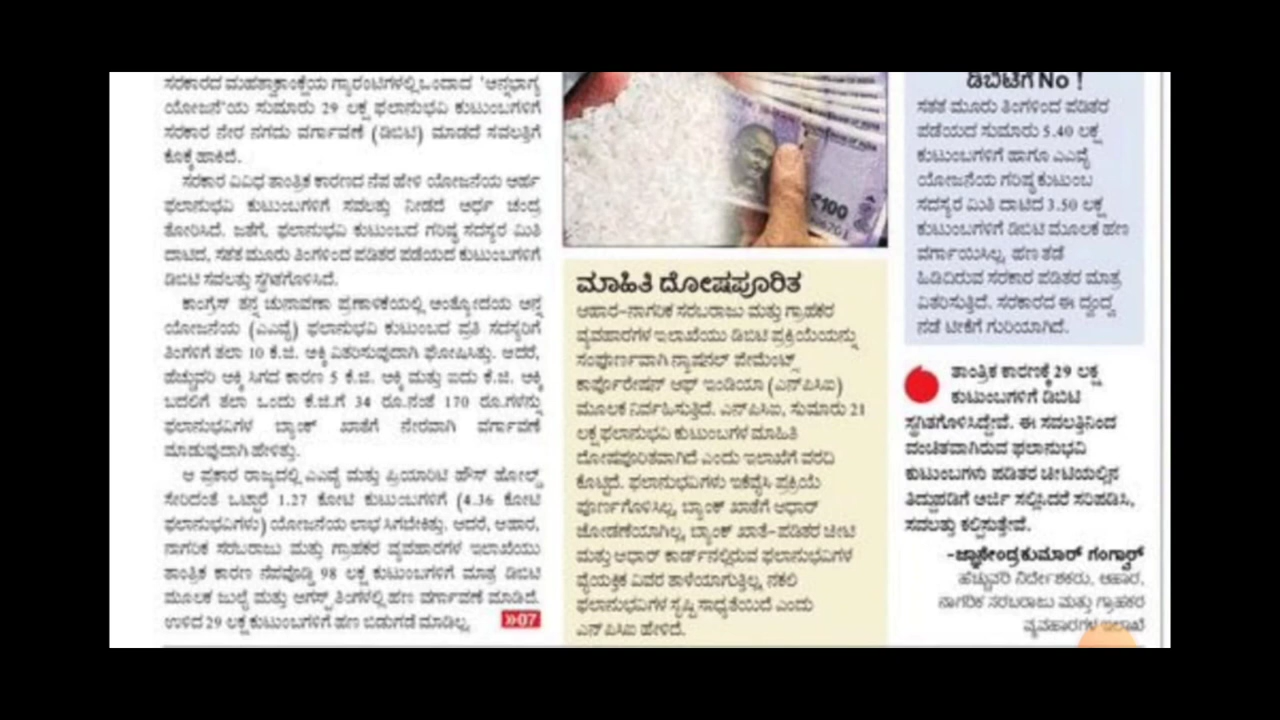 ಸರಕಾರದ ಮಹತ್ವಾಕಾಂಕ್ಷೆಯ ಗ್ಯಾರಂಟಿಗಳಲ್ಲಿ ಒಂದಾದ 'ಅನ್ನಭಾಗ್ಯ
ಯೋಜನೆ'ಯ ಸುಮಾರು 29 ಲಕ್ಷ ಫಲಾನುಭವಿ ಕುಟುಂಬಗಳಿಗೆ
ಸರಕಾರ ನೇರ ನಗದು ವರ್ಗಾವಣೆ (ಡಿಬಿಟಿ) ಮಾಡದೆ ಸವಲತ್ತಿಗೆ
ಕೊಕ್ಕೆ ಹಾಕಿದೆ.
ಸರಕಾರ ವಿವಿಧ ತಾಂತ್ರಿಕ ಕಾರಣದ ನೆಪ ಹೇಳಿ ಯೋಜನೆಯ ಅರ್ಹ
ಫಲಾನುಭವಿ ಕುಟುಂಬಗಳಿಗೆ ಸವಲತ್ತು ನೀಡದೆ ಅರ್ಧ ಚಂದ್ರ
ತೋರಿಸಿದೆ. ಜತೆಗೆ, ಫಲಾನುಭವಿ ಕುಟುಂಬದ ಗರಿಷ್ಠ ಸದಸ್ಯರ ಮಿತಿ
ದಾಟಿದ, ಸತತ ಮೂರು ತಿಂಗಳಿಂದ ಪಡಿತರ ಪಡೆಯದ ಕುಟುಂಬಗಳಿಗೆ
ಡಿಬಿಟಿ ಸವಲತ್ತು ಸ್ಥಗಿತಗೊಳಿಸಿದೆ.
ಕಾಂಗ್ರೆಸ್ ತನ್ನ ಚುನಾವಣಾ ಪ್ರಣಾಳಿಕೆಯಲ್ಲಿ ಅಂತ್ಯೋದಯ ಅನ್ನ
ಯೋಜನೆಯ (ಎಎವೈ) ಫಲಾನುಭವಿ ಕುಟುಂಬದ ಪ್ರತಿ ಸದಸ್ಯರಿಗೆ
ತಿಂಗಳಿಗೆ ತಲಾ 10 ಕೆ.ಜಿ. ಅಕ್ಕಿ ವಿತರಿಸುವುದಾಗಿ ಘೋಷಿಸಿತ್ತು. ಆದರೆ,
ಹೆಚ್ಚುವರಿ ಅಕ್ಕಿ ಸಿಗದ ಕಾರಣ 5 ಕೆ.ಜಿ. ಅಕ್ಕಿ ಮತ್ತು ಐದು ಕೆ.ಜಿ. ಅಕ್ಕಿ
ಬದಲಿಗೆ ತಲಾ ಒಂದು ಕೆ.ಜಿ.ಗೆ 34 ರೂ.ನಂತೆ 170 ರೂ.ಗಳನ್ನು
ಫಲಾನುಭವಿಗಳ ಬ್ಯಾಂಕ್ ಖಾತೆಗೆ ನೇರವಾಗಿ ವರ್ಗಾವಣೆ
ಮಾಡುವುದಾಗಿ ಹೇಳಿತ್ತು.
ಆ ಪ್ರಕಾರ ರಾಜ್ಯದಲ್ಲಿ ಎಎವೈ ಮತ್ತು ಪ್ರಿಯಾರಿಟಿ ಹೌಸ್ ಹೋಲ್ಡ್
ಸೇರಿದಂತೆ ಒಟ್ಟಾರೆ 1.27 ಕೋಟಿ ಕುಟುಂಬಗಳಿಗೆ (4.36 ಕೋಟಿ
ಫಲಾನುಭವಿಗಳು) ಯೋಜನೆಯ ಲಾಭ ಸಿಗಬೇಕಿತ್ತು. ಆದರೆ, ಆಹಾರ,
ನಾಗರಿಕ ಸರಬರಾಜು ಮತ್ತು ಗ್ರಾಹಕರ ವ್ಯವಹಾರಗಳ ಇಲಾಖೆಯು
ತಾಂತ್ರಿಕ ಕಾರಣ ನೆಪವೊಡ್ಡಿ 98 ಲಕ್ಷ ಕುಟುಂಬಗಳಿಗೆ ಮಾತ್ರ ಡಿಬಿಟಿ
ಮೂಲಕ ಜುಲೈ ಮತ್ತು ಆಗಸ್ಟ್ ತಿಂಗಳಲ್ಲಿ ಹಣ ವರ್ಗಾವಣೆ ಮಾಡಿದೆ.
ಉಳಿದ 29 ಲಕ್ಷ ಕುಟುಂಬಗಳಿಗೆ ಹಣ ಬಿಡುಗಡೆ ಮಾಡಿಲ್ಲ. »07
₹100
ಮಾಹಿತಿ ದೋಷಪೂರಿತ
ಆಹಾರ-ನಾಗರಿಕ ಸರಬರಾಜು ಮತ್ತು ಗ್ರಾಹಕರ
ವ್ಯವಹಾರಗಳ ಇಲಾಖೆಯು ಡಿಬಿಟಿ ಪ್ರಕ್ರಿಯೆಯನ್ನು
ಸಂಪೂರ್ಣವಾಗಿ ನ್ಯಾಷನಲ್ ಪೇಮೆಂಟ್ಸ್
ಕಾರ್ಪೊರೇಷನ್ ಆಫ್ ಇಂಡಿಯಾ (ಎನ್‌ಪಿಸಿಐ)
ಮೂಲಕ ನಿರ್ವಹಿಸುತ್ತಿದೆ. ಎನ್‌ಪಿಸಿಐ, ಸುಮಾರು 21
ಲಕ್ಷ ಫಲಾನುಭವಿ ಕುಟುಂಬಗಳ ಮಾಹಿತಿ
ದೋಷಪೂರಿತವಾಗಿದೆ ಎಂದು ಇಲಾಖೆಗೆ ವರದಿ
ಕೊಟ್ಟಿದೆ. ಫಲಾನುಭವಿಗಳು ಇಕೆವೈಸಿ ಪ್ರಕ್ರಿಯೆ
ಪೂರ್ಣಗೊಳಿಸಿಲ್ಲ, ಬ್ಯಾಂಕ್ ಖಾತೆಗೆ ಆಧಾರ್
ಜೋಡಣೆಯಾಗಿಲ್ಲ, ಬ್ಯಾಂಕ್ ಖಾತೆ-ಪಡಿತರ ಚೀಟಿ
ಮತ್ತು ಆಧಾರ್ ಕಾರ್ಡ್‌ನಲ್ಲಿರುವ ಫಲಾನುಭವಿಗಳ
ವೈಯಕ್ತಿಕ ವಿವರ ತಾಳೆಯಾಗುತ್ತಿಲ್ಲ, ನಕಲಿ
ಫಲಾನುಭವಿಗಳ ಸೃಷ್ಟಿ ಸಾಧ್ಯತೆಯಿದೆ ಎಂದು
ಎನ್‌ಪಿಸಿಐ ಹೇಳಿದೆ.
ಡಿಬಿಟಿಗೆ No !
ಸತತ ಮೂರು ತಿಂಗಳಿಂದ ಪಡಿತರ
ಪಡೆಯದ ಸುಮಾರು 5.40 ಲಕ್ಷ
ಕುಟುಂಬಗಳಿಗೆ ಹಾಗೂ ಎಎವೈ
ಯೋಜನೆಯ ಗರಿಷ್ಠ ಕುಟುಂಬ
ಸದಸ್ಯರ ಮಿತಿ ದಾಟಿದ 3.50 ಲಕ್ಷ
ಕುಟುಂಬಗಳಿಗೆ ಡಿಬಿಟಿ ಮೂಲಕ ಹಣ
ವರ್ಗಾಯಿಸಿಲ್ಲ. ಹಣ ತಡೆ
ಹಿಡಿದಿರುವ ಸರಕಾರ ಪಡಿತರ ಮಾತ್ರ
ವಿತರಿಸುತ್ತಿದೆ. ಸರಕಾರದ ಈ ದ್ವಂದ್ವ
ನಡೆ ಟೀಕೆಗೆ ಗುರಿಯಾಗಿದೆ.
ತಾಂತ್ರಿಕ ಕಾರಣಕ್ಕೆ 29 ಲಕ್ಷ
ಕುಟುಂಬಗಳಿಗೆ ಡಿಬಿಟಿ
ಸ್ಥಗಿತಗೊಳಿಸಿದ್ದೇವೆ. ಈ ಸವಲತ್ತಿನಿಂದ
ವಂಚಿತವಾಗಿರುವ ಫಲಾನುಭವಿ
ಕುಟುಂಬಗಳು ಪಡಿತರ ಚೀಟಿಯಲ್ಲಿನ
ತಿದ್ದುಪಡಿಗೆ ಅರ್ಜಿ ಸಲ್ಲಿಸಿದರೆ ಸರಿಪಡಿಸಿ,
ಸವಲತ್ತು ಕಲ್ಪಿಸುತ್ತೇವೆ.
-ಜ್ಞಾನೇಂದ್ರಕುಮಾರ್ ಗಂಗ್ವಾರ್
ಹೆಚ್ಚುವರಿ ನಿರ್ದೇಶಕರು, ಆಹಾರ,
ನಾಗರಿಕ ಸರಬರಾಜು ಮತ್ತು ಗ್ರಾಹಕರ
ವ್ಯವಹಾರಗಳ ಇಲಾಖೆ